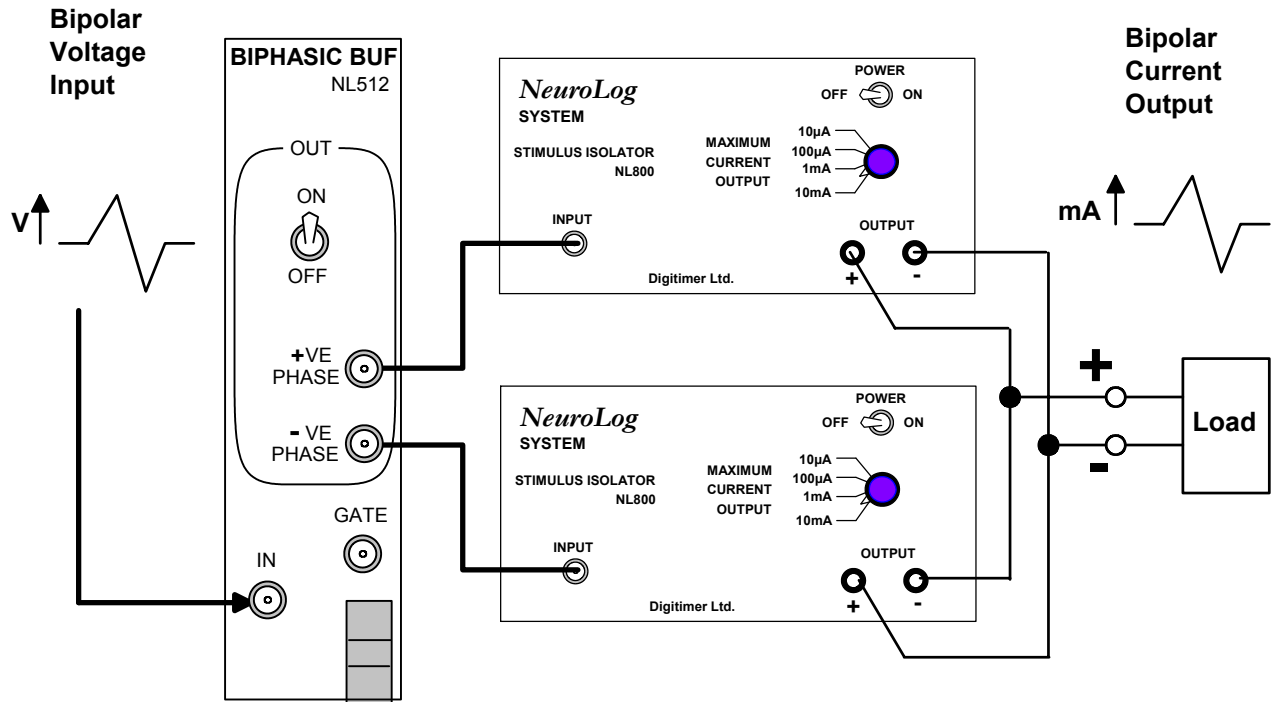 Bipolar
Voltage
Input
V
BIPHASIC BUF
NL512
OUT
ON
OFF
+VE
PHASE
- VE
PHASE
GATE
IN
NeuroLog
SYSTEM
STIMULUS ISOLATOR
NL800
MAXIMUM
CURRENT
OUTPUT
POWER
OFF ON
10µA
100µA
1mA
10mA
INPUT
OUTPUT
+ -
Digitimer Ltd.
NeuroLog
SYSTEM
STIMULUS ISOLATOR
NL800
MAXIMUM
CURRENT
OUTPUT
POWER
OFF ON
10µA
100µA
1mA
10mA
INPUT
OUTPUT
+ -
Digitimer Ltd.
Bipolar
Current
Output
mA
+
-
Load